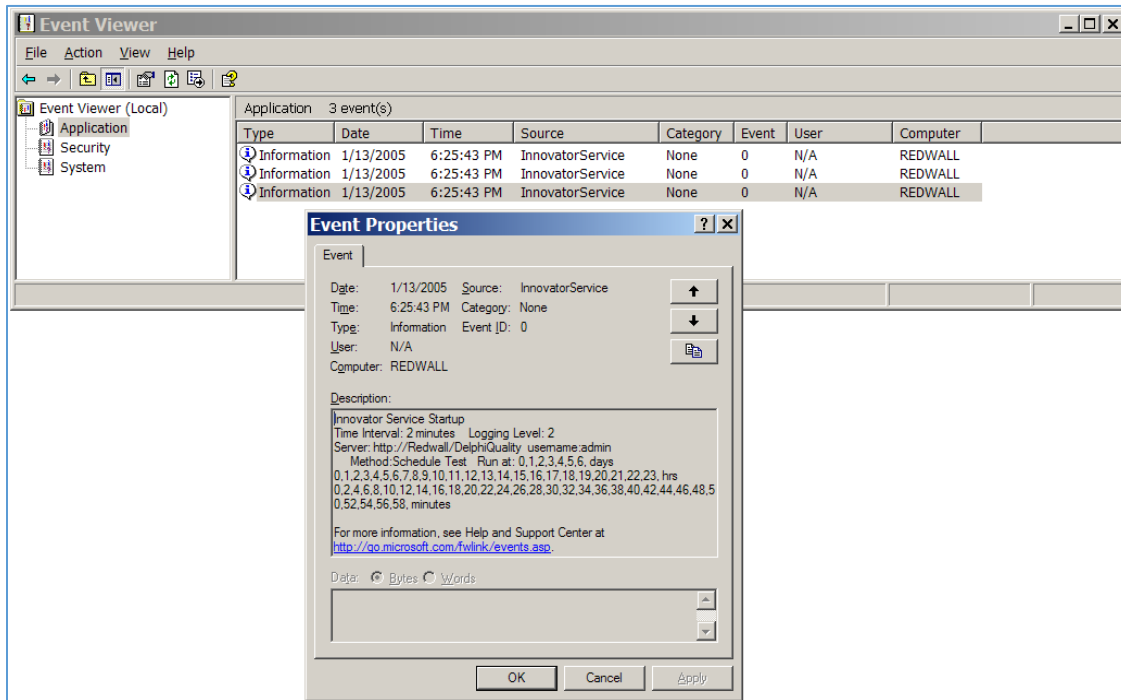 Event Viewer
File Action View Help
Event Viewer (Local)
Application
Security
System
Application 3 event(s)
Type Date Time Source Category Event User Computer
Information 1/13/2005 6:25:43 PM InnovatorService None 0 N/A REDWALL
Information 1/13/2005 6:25:43 PM InnovatorService None 0 N/A REDWALL
Information 1/13/2005 6:25:43 PM InnovatorService None 0 N/A REDWALL
Event Properties
Event
Date: 1/13/2005 Source: InnovatorService
Time: 6:25:43 PM Category: None
Type: Information Event ID: 0
User: N/A
Computer: REDWALL
Description:
Innovator Service Startup
Time Interval: 2 minutes Logging Level: 2
Server: http://Redwall/DelphiQuality username:admin
Method:Schedule Test Run at: 0,1,2,3,4,5,6, days
0,1,2,3,4,5,6,7,8,9,10,11,12,13,14,15,16,17,18,19,20,21,22,23, hrs
0,2,4,6,8,10,12,14,16,18,20,22,24,26,28,30,32,34,36,38,40,42,44,46,48,5
0,52,54,56,58, minutes
For more information, see Help and Support Center at
http://go.microsoft.com/fwlink/events.asp.
Data: Bytes Words
OK Cancel Apply